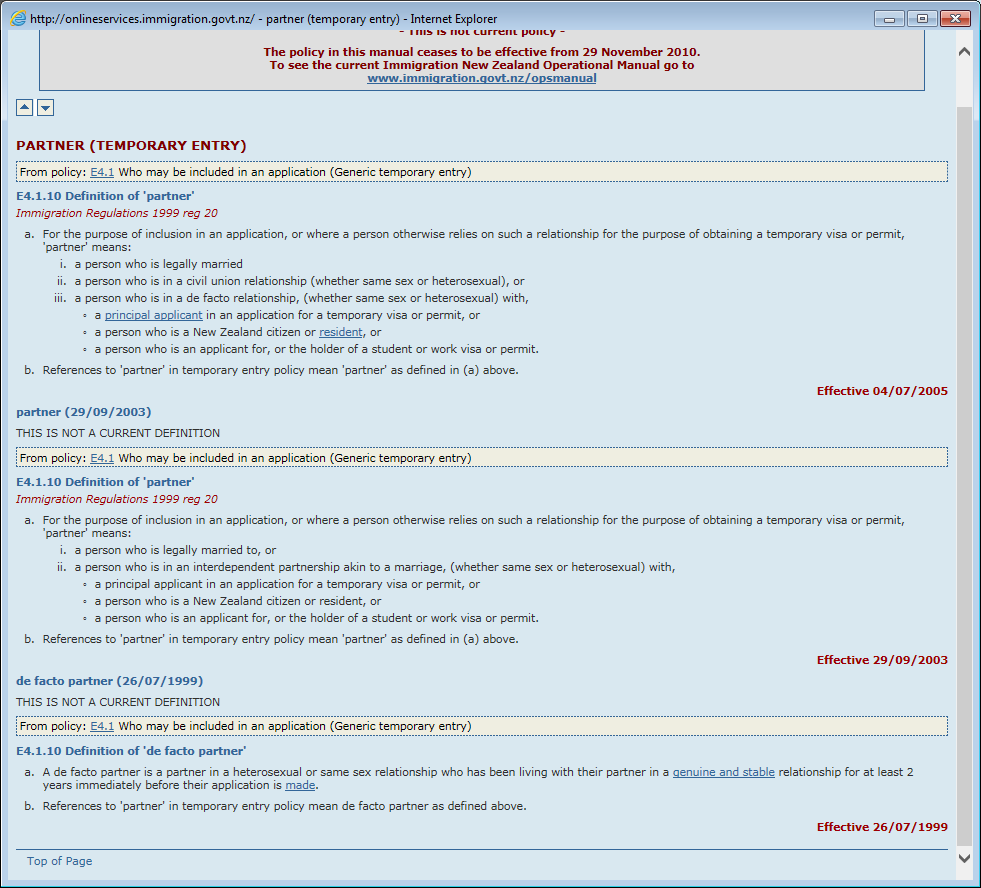 http://onlineservices.immigration.govt.nz/ - partner (temporary entry) - Internet Explorer
- This is not current policy -
The policy in this manual ceases to be effective from 29 November 2010.
To see the current Immigration New Zealand Operational Manual go to
www.immigration.govt.nz/opsmanual
PARTNER (TEMPORARY ENTRY)
From policy: E4.1 Who may be included in an application (Generic temporary entry)
E4.1.10 Definition of 'partner'
Immigration Regulations 1999 reg 20
a. For the purpose of inclusion in an application, or where a person otherwise relies on such a relationship for the purpose of obtaining a temporary visa or permit,
'partner' means:
i. a person who is legally married
ii. a person who is in a civil union relationship (whether same sex or heterosexual), or
iii. a person who is in a de facto relationship, (whether same sex or heterosexual) with,
◦ a principal applicant in an application for a temporary visa or permit, or
◦ a person who is a New Zealand citizen or resident, or
◦ a person who is an applicant for, or the holder of a student or work visa or permit.
b. References to 'partner' in temporary entry policy mean 'partner' as defined in (a) above.
Effective 04/07/2005
partner (29/09/2003)
THIS IS NOT A CURRENT DEFINITION
From policy: E4.1 Who may be included in an application (Generic temporary entry)
E4.1.10 Definition of 'partner'
Immigration Regulations 1999 reg 20
a. For the purpose of inclusion in an application, or where a person otherwise relies on such a relationship for the purpose of obtaining a temporary visa or permit,
'partner' means:
i. a person who is legally married to, or
ii. a person who is in an interdependent partnership akin to a marriage, (whether same sex or heterosexual) with,
◦ a principal applicant in an application for a temporary visa or permit, or
◦ a person who is a New Zealand citizen or resident, or
◦ a person who is an applicant for, or the holder of a student or work visa or permit.
b. References to 'partner' in temporary entry policy mean 'partner' as defined in (a) above.
Effective 29/09/2003
de facto partner (26/07/1999)
THIS IS NOT A CURRENT DEFINITION
From policy: E4.1 Who may be included in an application (Generic temporary entry)
E4.1.10 Definition of 'de facto partner'
a. A de facto partner is a partner in a heterosexual or same sex relationship who has been living with their partner in a genuine and stable relationship for at least 2
years immediately before their application is made.
b. References to 'partner' in temporary entry policy mean de facto partner as defined above.
Effective 26/07/1999
Top of Page